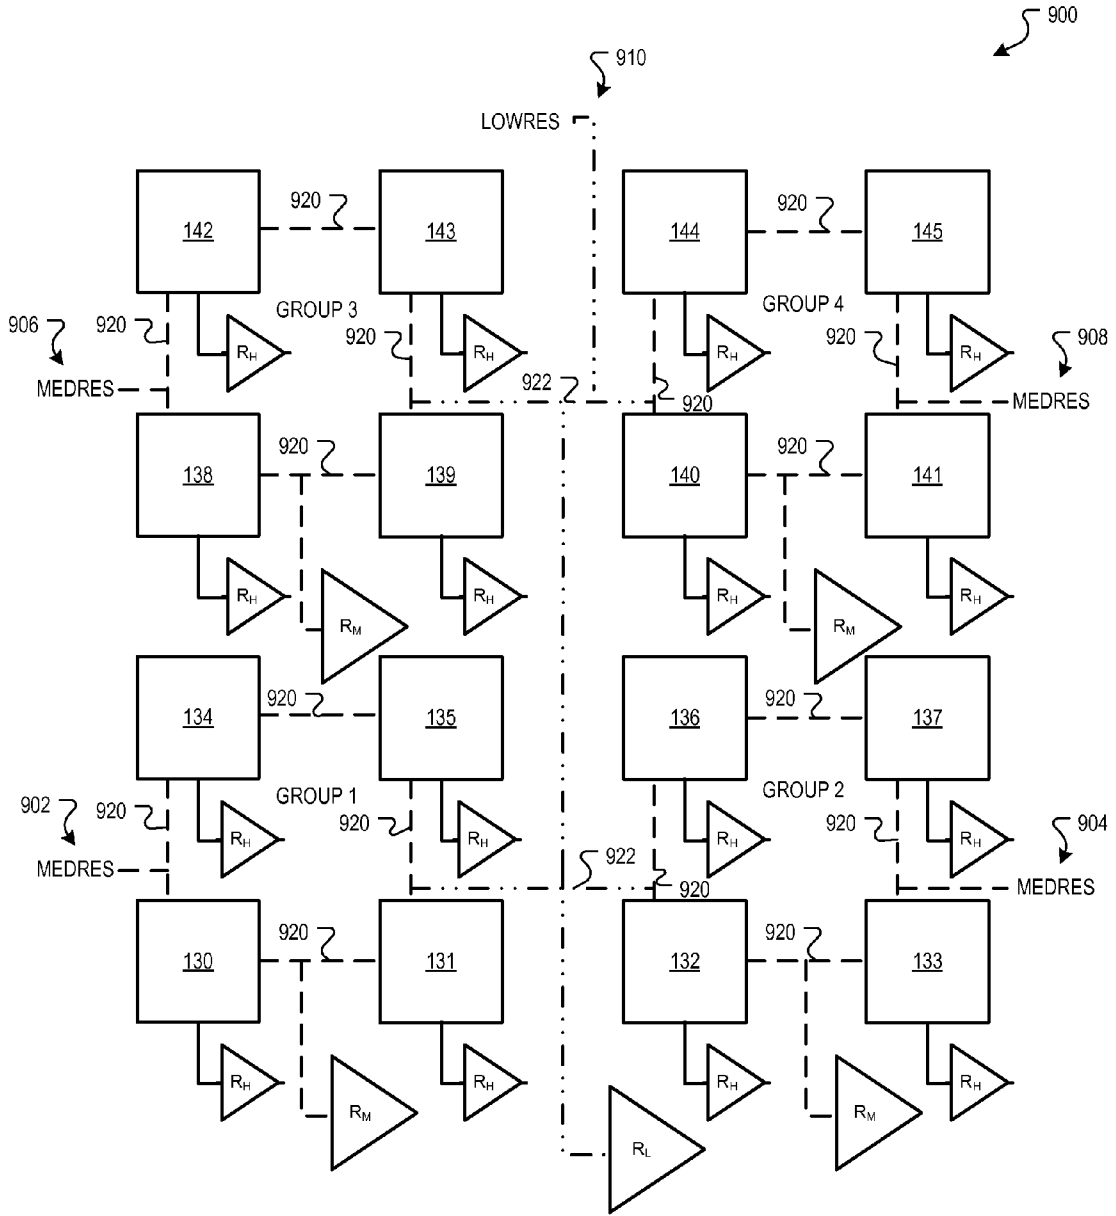 900
910
LOWRES
142 920 143 144 920 145
906 920 GROUP 3 920 GROUP 4 920 908
RH RH RH RH
MEDRES 922 920 MEDRES
138 920 139 140 920 141
RH RH RH RH
RM RM
134 920 135 136 920 137
902 920 GROUP 1 920 GROUP 2 920 904
RH RH RH RH
MEDRES 922 920 MEDRES
130 920 131 132 920 133
RH RH RH RH
RM RM
RL